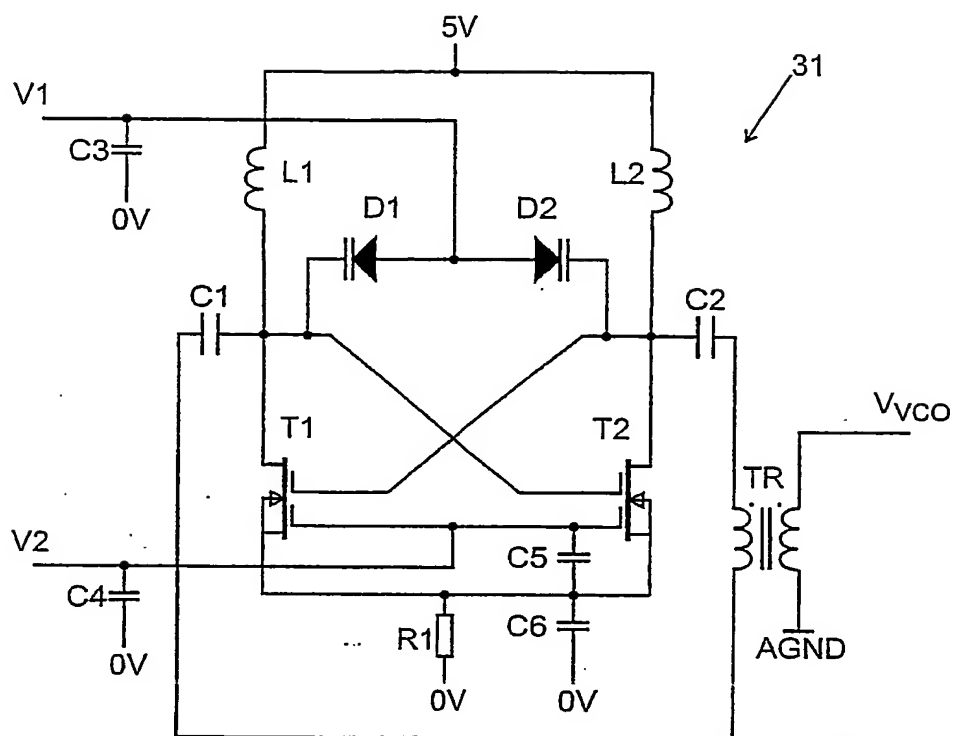 5V
31
V1
C3
0V
L1
L2
D1
D2
C1
C2
T1
T2
VVCO
TR
V2
C4
0V
C5
R1
C6
0V
0V
AGND